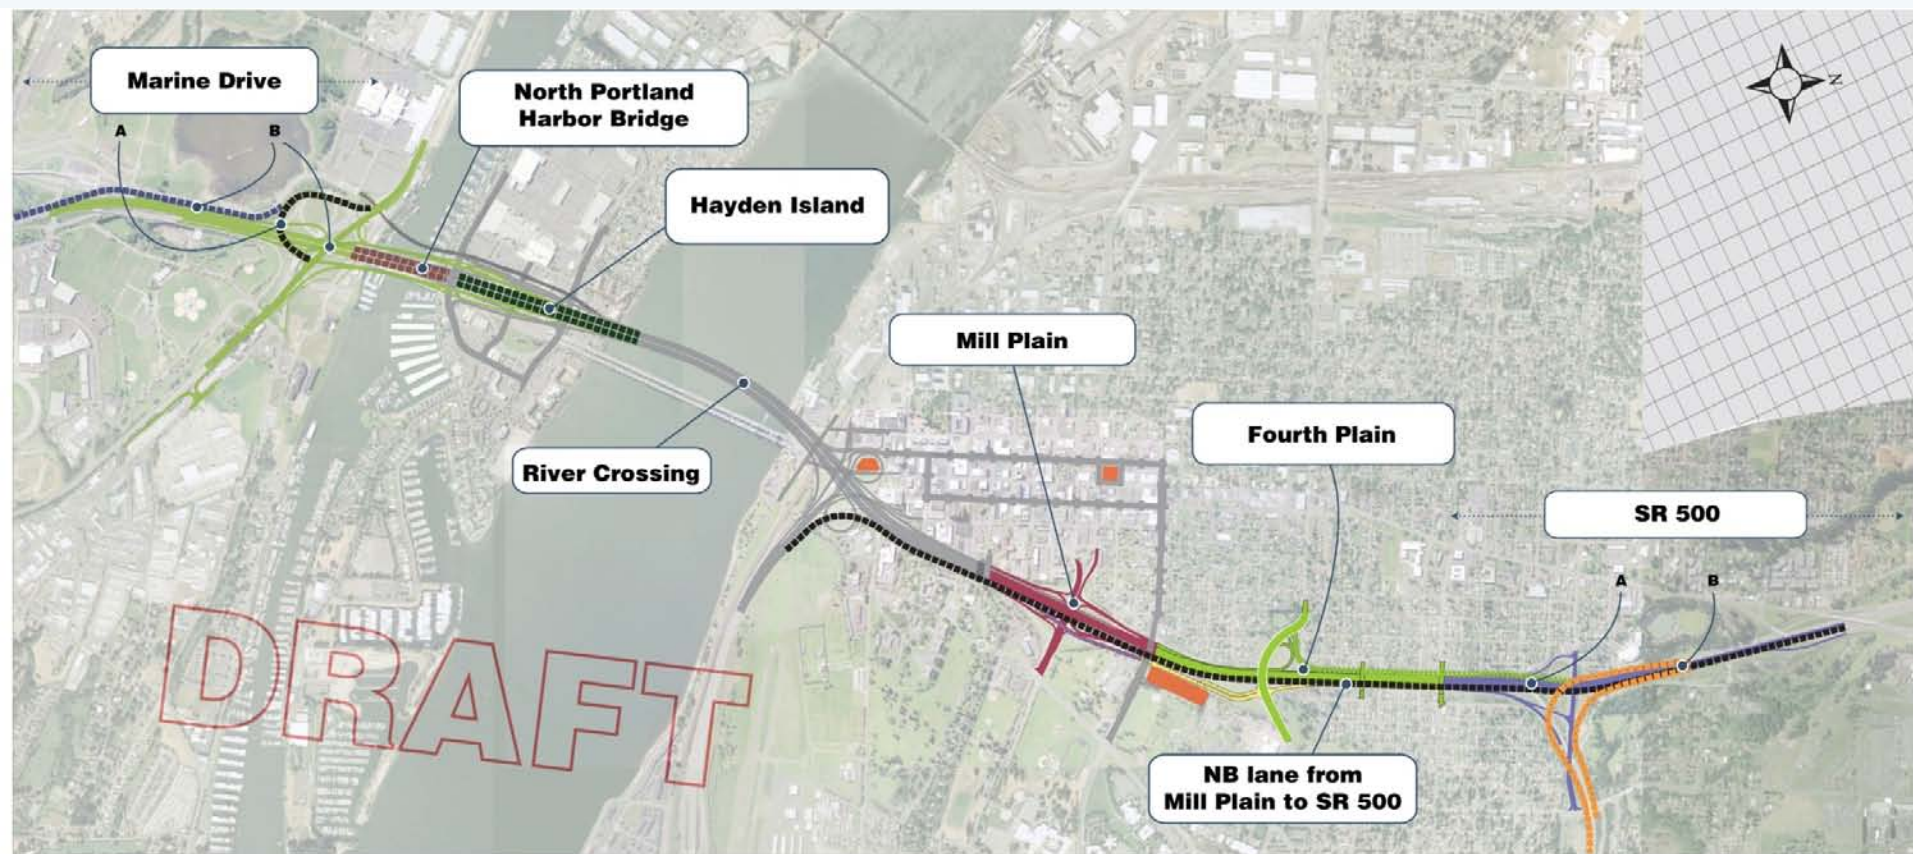 Marine Drive
A
B
North Portland
Harbor Bridge
Hayden Island
N
Mill Plain
Fourth Plain
River Crossing
SR 500
A
B
NB lane from
Mill Plain to SR 500
DRAFT